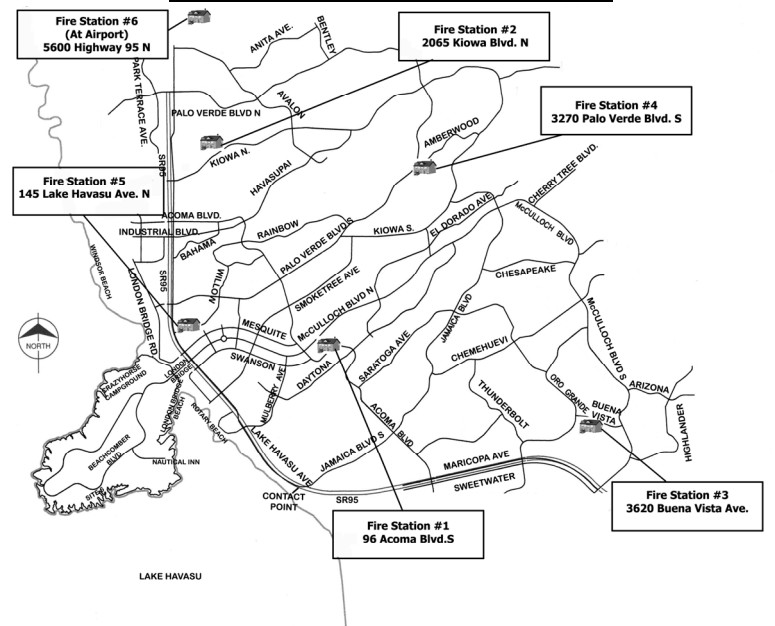 Fire Station #6
(At Airport)
5600 Highway 95 N
Fire Station #2
2065 Kiowa Blvd. N
ANITA AVE.
BENTLEY
PARK TERRACE AVE.
AVALON
PALO VERDE BLVD N
Fire Station #4
3270 Palo Verde Blvd. S
AMBERWOOD
SR95
KIOWA N.
HAVASUPAI
Fire Station #5
145 Lake Havasu Ave. N
CHERRY TREE BLVD.
ACOMA BLVD.
INDUSTRIAL BLVD.
RAINBOW
PALO VERDE BLVD S
KIOWA S.
EL DORADO AVE
McCULLOCH BLVD
BAHAMA
WINDSOR BEACH
LONDON BRIDGE RD
SR95
WILLOW
SMOKETREE AVE
CHESAPEAKE
McCULLOCH BLVD N
MESQUITE
JAMAICA BLVD
McCULLOCH BLVD S
NORTH
SWANSON
SARATOGA AVE
CHEMEHUEVI
LONDON
BRIDGE
CRAZYHORSE
CAMPGROUND
DAYTONA
MULBERRY AVE
ORO GRANDE
ARIZONA
THUNDERBOLT
BUENA
VISTA
LONDON BRIDGE
BEACH
ROTARY BEACH
ACOMA BLVD
HIGHLANDER
BEACHCOMBER
BLVD
LAKE HAVASU AVE
JAMAICA BLVD S
NAUTICAL INN
MARICOPA AVE
SWEETWATER
SITE
CONTACT
POINT
SR95
Fire Station #3
3620 Buena Vista Ave.
Fire Station #1
96 Acoma Blvd.S
LAKE HAVASU